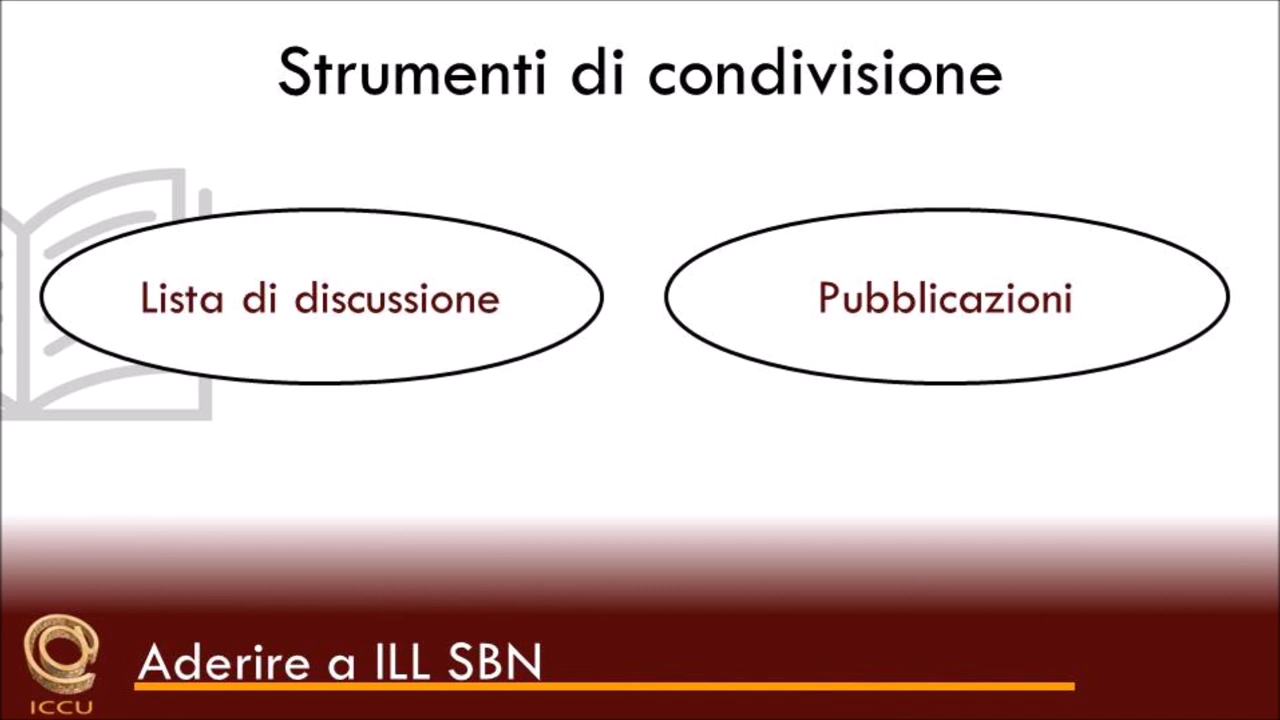 Strumenti di condivisione
Lista di discussione
Pubblicazioni
Aderire a ILL SBN
ICCU